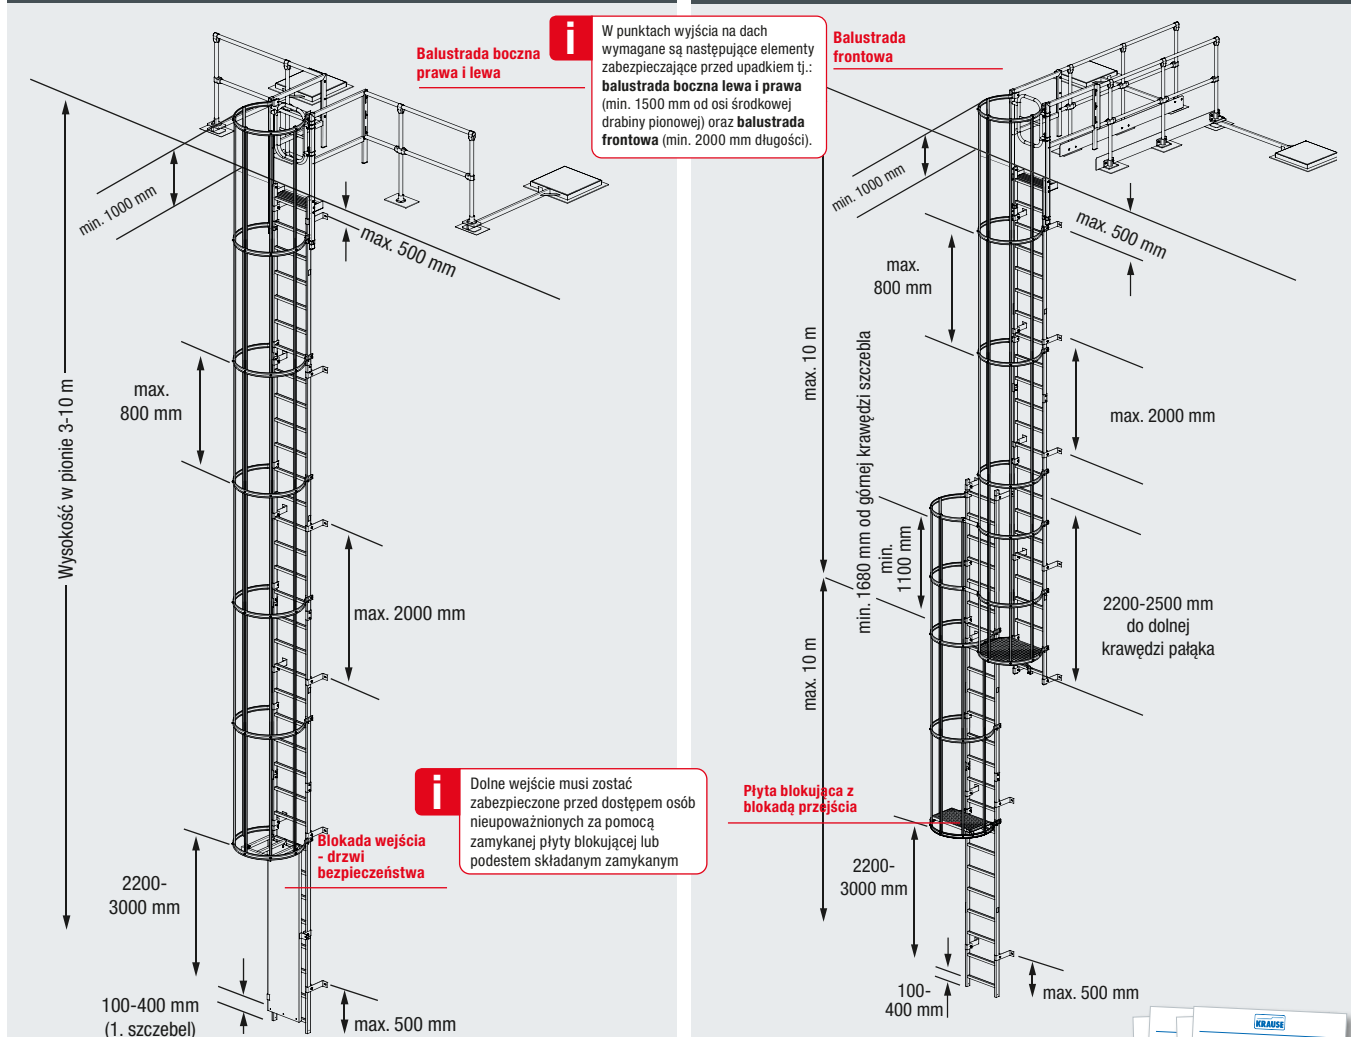 Balustrada boczna
prawa i lewa
i
W punktach wyjścia na dach
wymagane są następujące elementy
zabezpieczające przed upadkiem tj.:
balustrada boczna lewa i prawa
(min. 1500 mm od osi środkowej
drabiny pionowej) oraz balustrada
frontowa (min. 2000 mm długości).
Balustrada
frontowa
min. 1000 mm
max. 500 mm
max.
800 mm
Wysokość w pionie 3-10 m
max. 2000 mm
Blokada wejścia
- drzwi
bezpieczeństwa
2200-
3000 mm
100-400 mm
(1. szczebel)
max. 500 mm
i
Dolne wejście musi zostać
zabezpieczone przed dostępem osób
nieupoważnionych za pomocą
zamykanej płyty blokującej lub
podestem składanym zamykanym
min. 1000 mm
max. 500 mm
max.
800 mm
max. 10 m
min. 1680 mm od górnej krawędzi szczebla
max. 2000 mm
min.
1100 mm
2200-2500 mm
do dolnej
krawędzi pałąka
max. 10 m
Płyta blokująca z
blokadą przejścia
2200-
3000 mm
100-
400 mm
max. 500 mm
KRAUSE